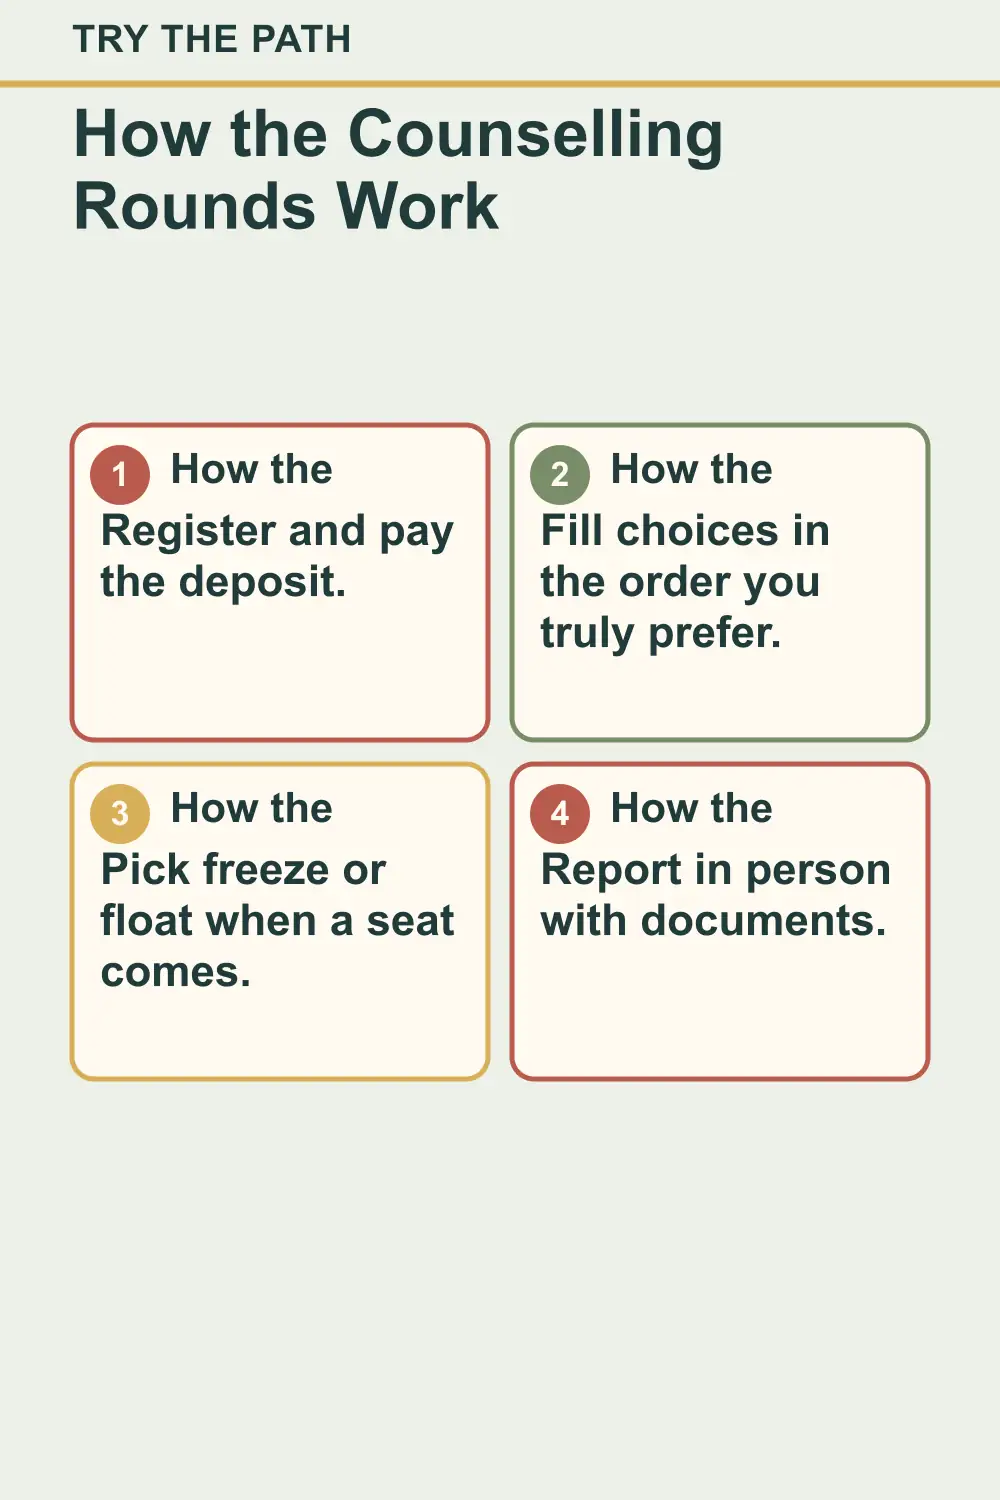 TRY THE PATH
How the Counselling
Rounds Work
1 How the
Register and pay
the deposit.
2 How the
Fill choices in
the order you
truly prefer.
3 How the
Pick freeze or
float when a seat
comes.
4 How the
Report in person
with documents.